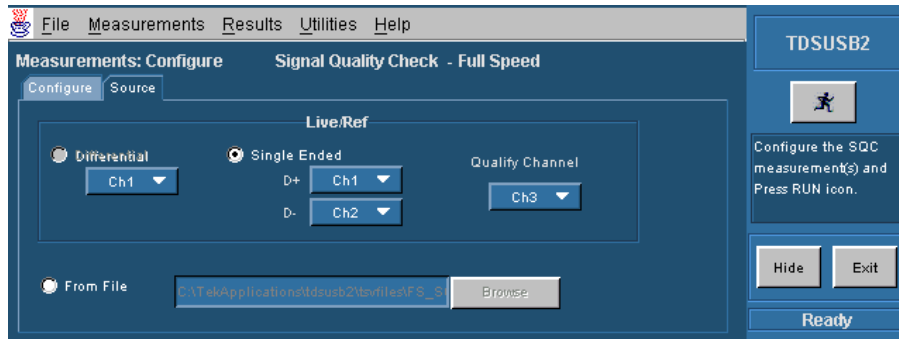 File Measurements Results Utilities Help
Measurements: Configure Signal Quality Check - Full Speed
Configure Source
Live/Ref
Differential
Ch1
Single Ended
D+ Ch1
D- Ch2
Qualify Channel
Ch3
From File
C:\TekApplications\tdsusb2\tsvfiles\FS_S
Browse
TDSUSB2
Configure the SQC
measurement(s) and
Press RUN icon.
Hide Exit
Ready